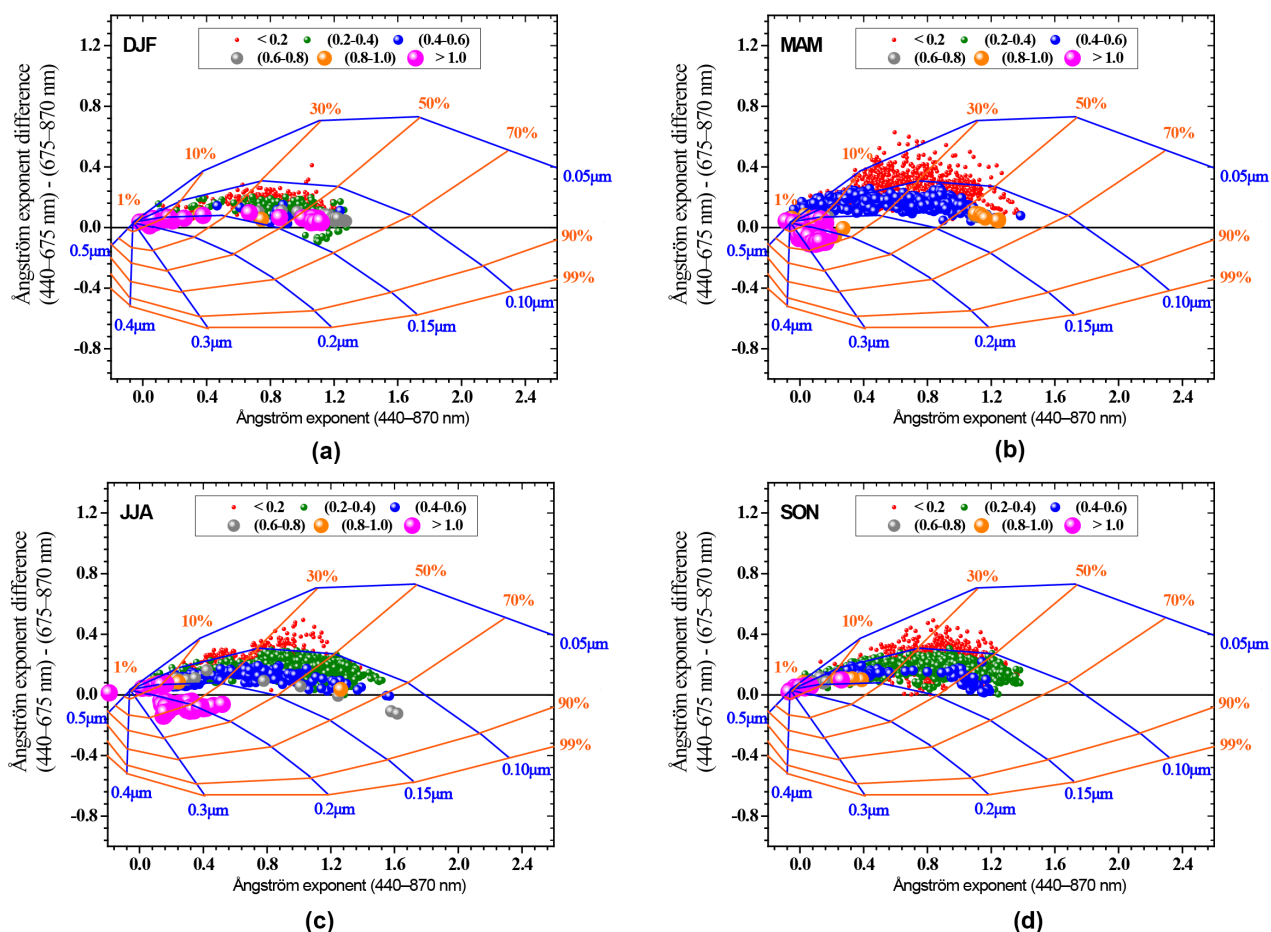 DJF
< 0.2 (0.2–0.4) (0.4–0.6)
(0.6–0.8) (0.8–1.0) > 1.0
1.2
0.8
0.4
0.0
-0.4
-0.8
Ångström exponent difference
(440–675 nm) - (675–870 nm)
1%
10%
30%
50%
70%
90%
99%
0.05μm
0.10μm
0.15μm
0.2μm
0.3μm
0.4μm
0.5μm
0.0 0.4 0.8 1.2 1.6 2.0 2.4
Ångström exponent (440–870 nm)
(a)
MAM
< 0.2 (0.2–0.4) (0.4–0.6)
(0.6–0.8) (0.8–1.0) > 1.0
1.2
0.8
0.4
0.0
-0.4
-0.8
Ångström exponent difference
(440–675 nm) - (675–870 nm)
1%
10%
30%
50%
70%
90%
99%
0.05μm
0.10μm
0.15μm
0.2μm
0.3μm
0.4μm
0.5μm
0.0 0.4 0.8 1.2 1.6 2.0 2.4
Ångström exponent (440–870 nm)
(b)
JJA
< 0.2 (0.2–0.4) (0.4–0.6)
(0.6–0.8) (0.8–1.0) > 1.0
1.2
0.8
0.4
0.0
-0.4
-0.8
Ångström exponent difference
(440–675 nm) - (675–870 nm)
1%
10%
30%
50%
70%
90%
99%
0.05μm
0.10μm
0.15μm
0.2μm
0.3μm
0.4μm
0.5μm
0.0 0.4 0.8 1.2 1.6 2.0 2.4
Ångström exponent (440–870 nm)
(c)
SON
< 0.2 (0.2–0.4) (0.4–0.6)
(0.6–0.8) (0.8–1.0) > 1.0
1.2
0.8
0.4
0.0
-0.4
-0.8
Ångström exponent difference
(440–675 nm) - (675–870 nm)
1%
10%
30%
50%
70%
90%
99%
0.05μm
0.10μm
0.15μm
0.2μm
0.3μm
0.4μm
0.5μm
0.0 0.4 0.8 1.2 1.6 2.0 2.4
Ångström exponent (440–870 nm)
(d)